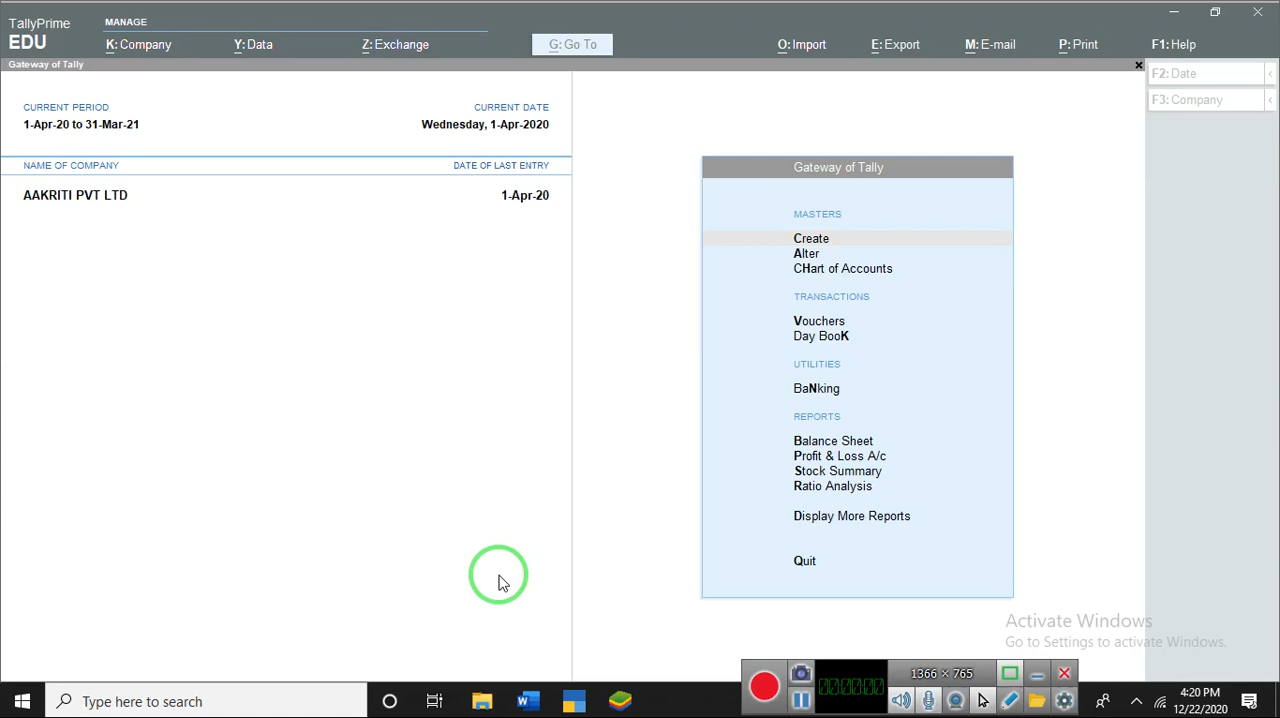 TallyPrime
EDU
MANAGE
K: Company
Y: Data
Z: Exchange
G: Go To
O: Import
E: Export
M: E-mail
P: Print
F1: Help
Gateway of Tally
F2: Date
F3: Company
CURRENT PERIOD
CURRENT DATE
1-Apr-20 to 31-Mar-21
Wednesday, 1-Apr-2020
NAME OF COMPANY
DATE OF LAST ENTRY
AAKRITI PVT LTD
1-Apr-20
Gateway of Tally
MASTERS
Create
Alter
CHart of Accounts
TRANSACTIONS
Vouchers
Day BooK
UTILITIES
BaNking
REPORTS
Balance Sheet
Profit & Loss A/c
Stock Summary
Ratio Analysis
Display More Reports
Quit
Activate Windows
Go to Settings to activate Windows.
1366 × 765
000000
Type here to search
4:20 PM
12/22/2020